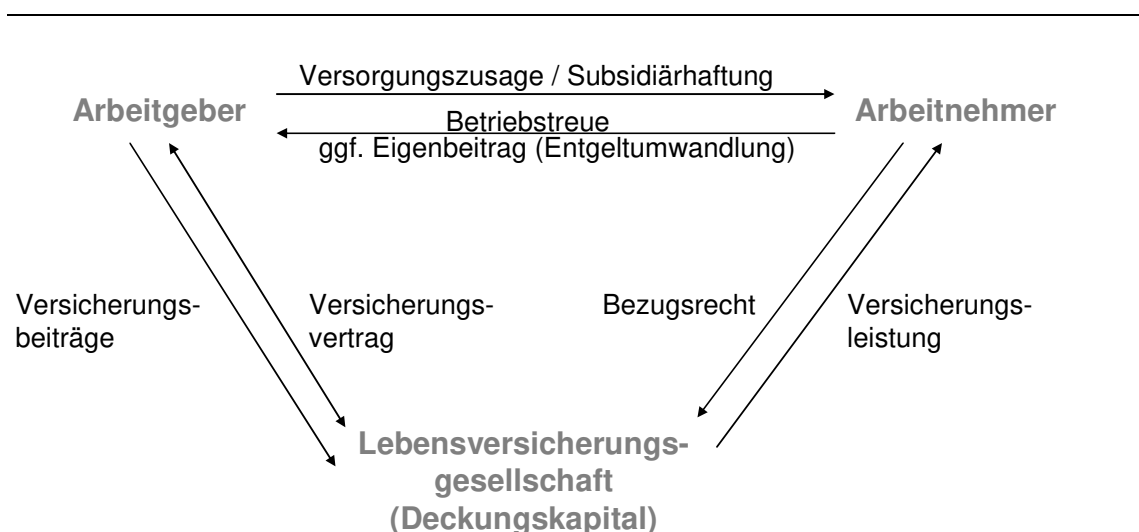 Versorgungszusage / Subsidiärhaftung
Arbeitgeber
Arbeitnehmer
Betriebstreue
ggf. Eigenbeitrag (Entgeltumwandlung)
Versicherungs-
beiträge
Versicherungs-
vertrag
Bezugsrecht
Versicherungs-
leistung
Lebensversicherungs-
gesellschaft
(Deckungskapital)